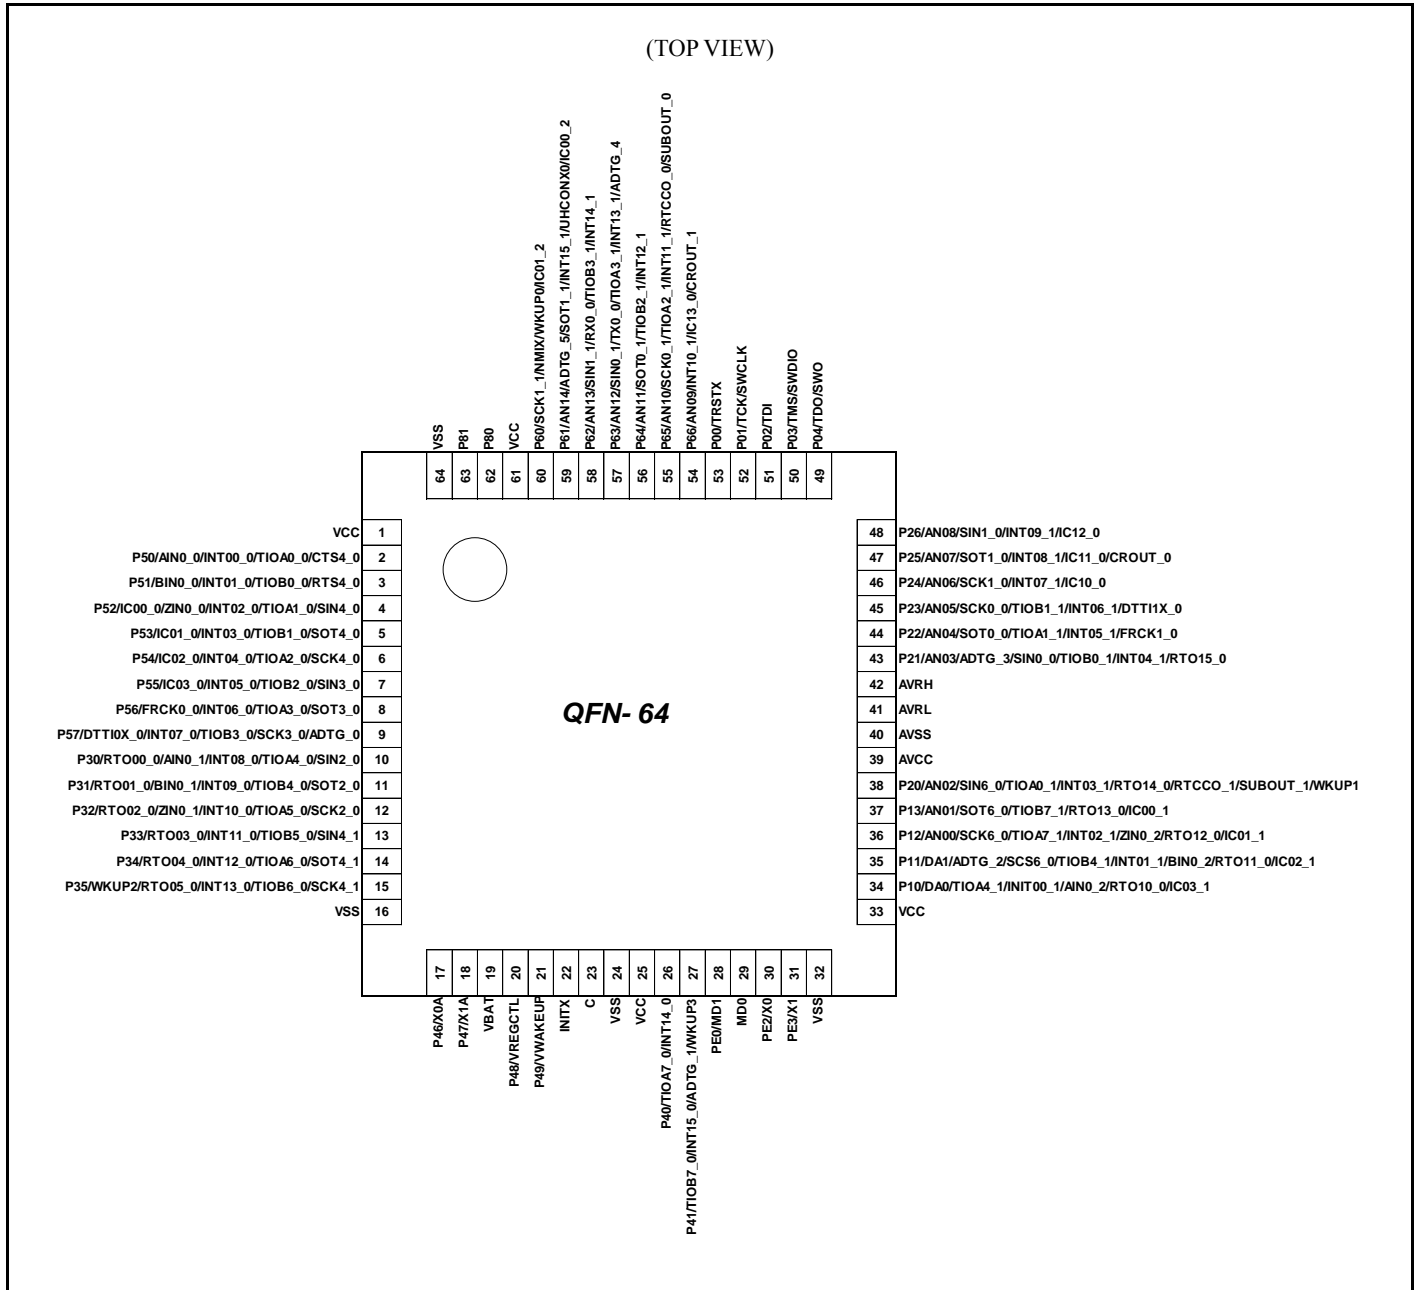 (TOP VIEW)
VSS
P81
P80
VCC
P60/SCK1_1/NMIX/WKUP0/IC01_2
P61/AN14/ADTG_5/SOT1_1/INT15_1/UHCONX0/IC00_2
P62/AN13/SIN1_1/RX0_0/TIOB3_1/INT14_1
P63/AN12/SIN0_1/TX0_0/TIOA3_1/INT13_1/ADTG_4
P64/AN11/SOT0_1/TIOB2_1/INT12_1
P65/AN10/SCK0_1/TIOA2_1/INT11_1/RTCCO_0/SUBOUT_0
P66/AN09/INT10_1/IC13_0/CROUT_1
P00/TRSTX
P01/TCK/SWCLK
P02/TDI
P03/TMS/SWDIO
P04/TDO/SWO
64 63 62 61 60 59 58 57 56 55 54 53 52 51 50 49
VCC 1
P50/AIN0_0/INT00_0/TIOA0_0/CTS4_0 2
P51/BIN0_0/INT01_0/TIOB0_0/RTS4_0 3
P52/IC00_0/ZIN0_0/INT02_0/TIOA1_0/SIN4_0 4
P53/IC01_0/INT03_0/TIOB1_0/SOT4_0 5
P54/IC02_0/INT04_0/TIOA2_0/SCK4_0 6
P55/IC03_0/INT05_0/TIOB2_0/SIN3_0 7
P56/FRCK0_0/INT06_0/TIOA3_0/SOT3_0 8
P57/DTTI0X_0/INT07_0/TIOB3_0/SCK3_0/ADTG_0 9
P30/RTO00_0/AIN0_1/INT08_0/TIOA4_0/SIN2_0 10
P31/RTO01_0/BIN0_1/INT09_0/TIOB4_0/SOT2_0 11
P32/RTO02_0/ZIN0_1/INT10_0/TIOA5_0/SCK2_0 12
P33/RTO03_0/INT11_0/TIOB5_0/SIN4_1 13
P34/RTO04_0/INT12_0/TIOA6_0/SOT4_1 14
P35/WKUP2/RTO05_0/INT13_0/TIOB6_0/SCK4_1 15
VSS 16
QFN- 64
48 P26/AN08/SIN1_0/INT09_1/IC12_0
47 P25/AN07/SOT1_0/INT08_1/IC11_0/CROUT_0
46 P24/AN06/SCK1_0/INT07_1/IC10_0
45 P23/AN05/SCK0_0/TIOB1_1/INT06_1/DTTI1X_0
44 P22/AN04/SOT0_0/TIOA1_1/INT05_1/FRCK1_0
43 P21/AN03/ADTG_3/SIN0_0/TIOB0_1/INT04_1/RTO15_0
42 AVRH
41 AVRL
40 AVSS
39 AVCC
38 P20/AN02/SIN6_0/TIOA0_1/INT03_1/RTO14_0/RTCCO_1/SUBOUT_1/WKUP1
37 P13/AN01/SOT6_0/TIOB7_1/RTO13_0/IC00_1
36 P12/AN00/SCK6_0/TIOA7_1/INT02_1/ZIN0_2/RTO12_0/IC01_1
35 P11/DA1/ADTG_2/SCS6_0/TIOB4_1/INT01_1/BIN0_2/RTO11_0/IC02_1
34 P10/DA0/TIOA4_1/INIT00_1/AIN0_2/RTO10_0/IC03_1
33 VCC
17 18 19 20 21 22 23 24 25 26 27 28 29 30 31 32
P46/X0A
P47/X1A
VBAT
P48/VREGCTL
P49/VWAKEUP
INITX
C
VSS
VCC
P40/TIOA7_0/INT14_0
P41/TIOB7_0/INT15_0/ADTG_1/WKUP3
PE0/MD1
MD0
PE2/X0
PE3/X1
VSS